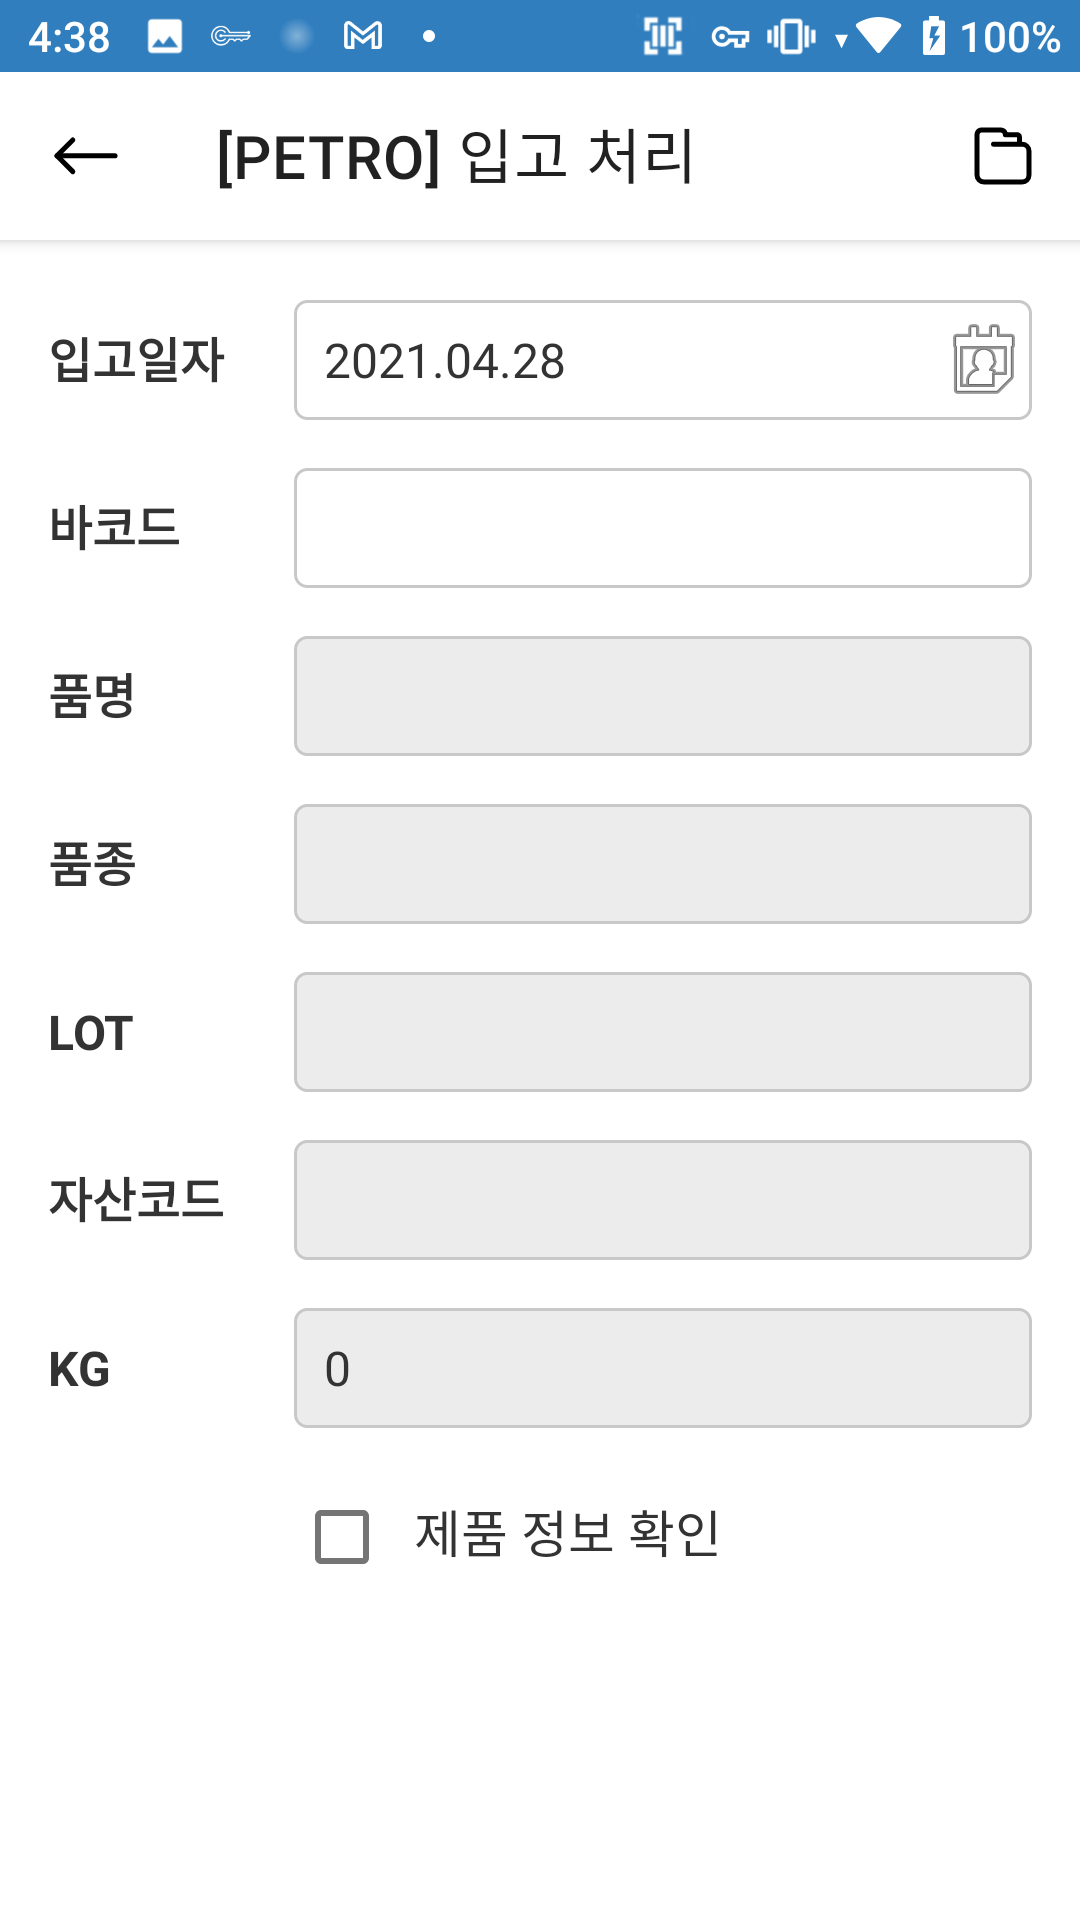 4:38 100%
[PETRO] 입고 처리
입고일자 2021.04.28
바코드
품명
품종
LOT
자산코드
KG 0
제품 정보 확인